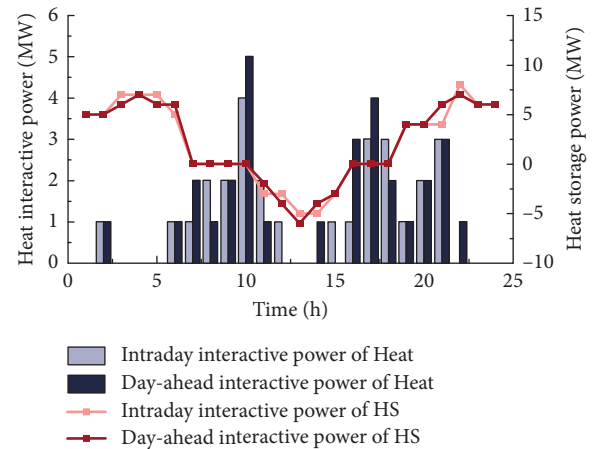 Heat interactive power (MW)
6
5
4
3
2
1
0
15
10
5
0
−5
−10
Heat storage power (MW)
0 5 10 15 20 25
Time (h)
Intraday interactive power of Heat
Day-ahead interactive power of Heat
Intraday interactive power of HS
Day-ahead interactive power of HS